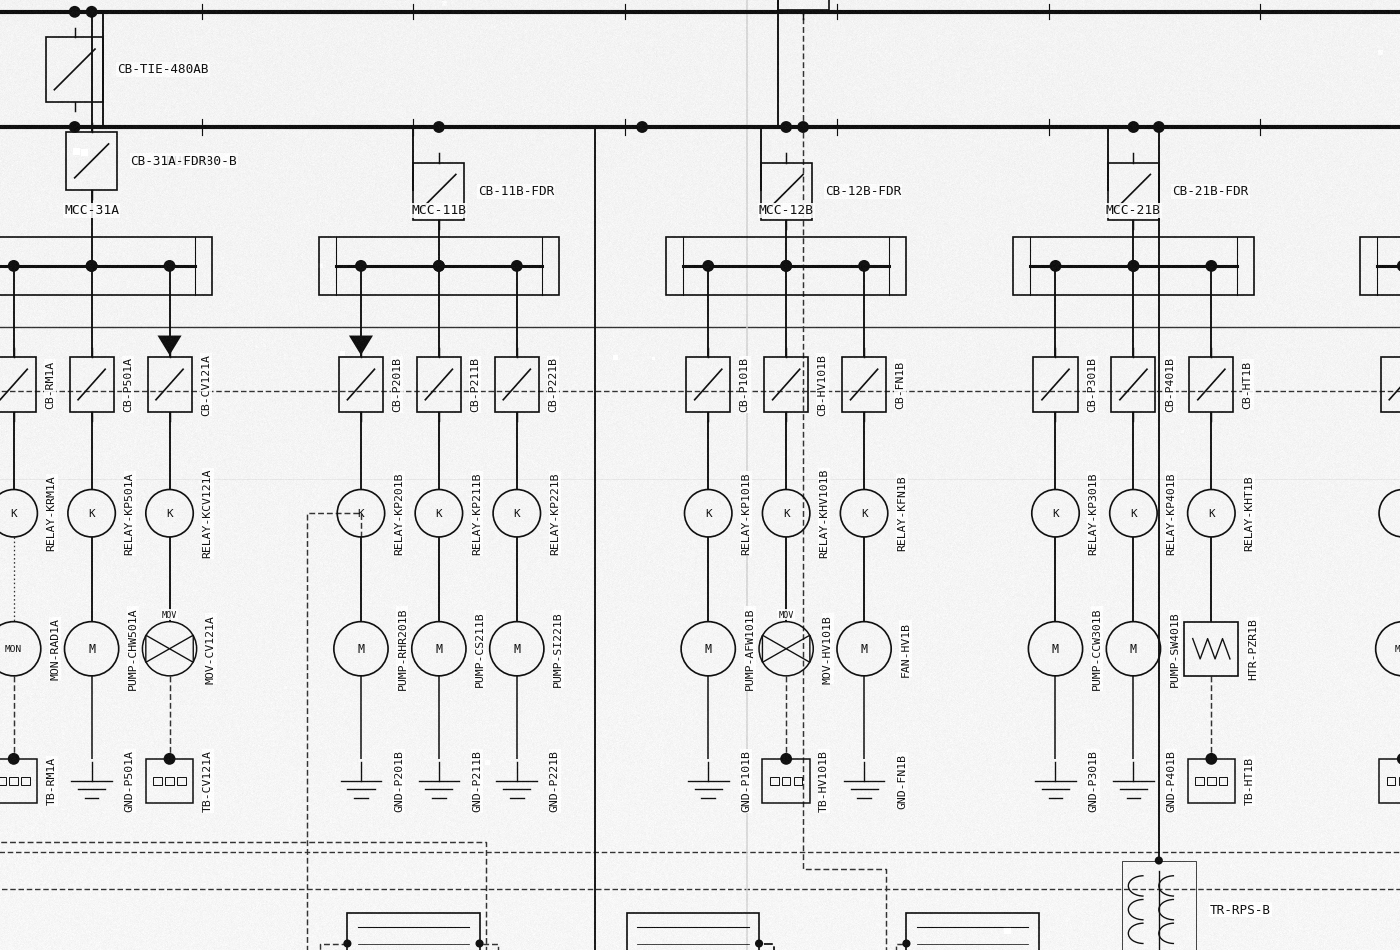 CB-TIE-480AB
CB-31A-FDR
MCC-31A
CB-11B-FDR
MCC-11B
CB-12B-FDR
MCC-12B
CB-21B-FDR
MCC-21B
CB-RM1A
CB-P501A
CB-CV121A
CB-P201B
CB-P211B
CB-P221B
CB-P101B
CB-HV101B
CB-FN1B
CB-P301B
CB-P401B
CB-HT1B
K
RELAY-KRM1A
K
RELAY-KP501A
K
RELAY-KCV121A
K
RELAY-KP201B
K
RELAY-KP211B
K
RELAY-KP221B
K
RELAY-KP101B
K
RELAY-KHV101B
K
RELAY-KFN1B
K
RELAY-KP301B
K
RELAY-KP401B
K
RELAY-KHT1B
MON
MON-RAD1A
M
PUMP-CHW501A
MOV
MOV-CV121A
M
PUMP-RHR201B
M
PUMP-CS211B
M
PUMP-SI221B
M
PUMP-AFW101B
MOV
MOV-HV101B
M
FAN-HV1B
M
PUMP-CCW301B
M
PUMP-SW401B
HTR-PZR1B
TB-RM1A
GND-P501A
TB-CV121A
GND-P201B
GND-P211B
GND-P221B
GND-P101B
TB-HV101B
GND-FN1B
GND-P301B
GND-P401B
TB-HT1B
TR-RPS-B